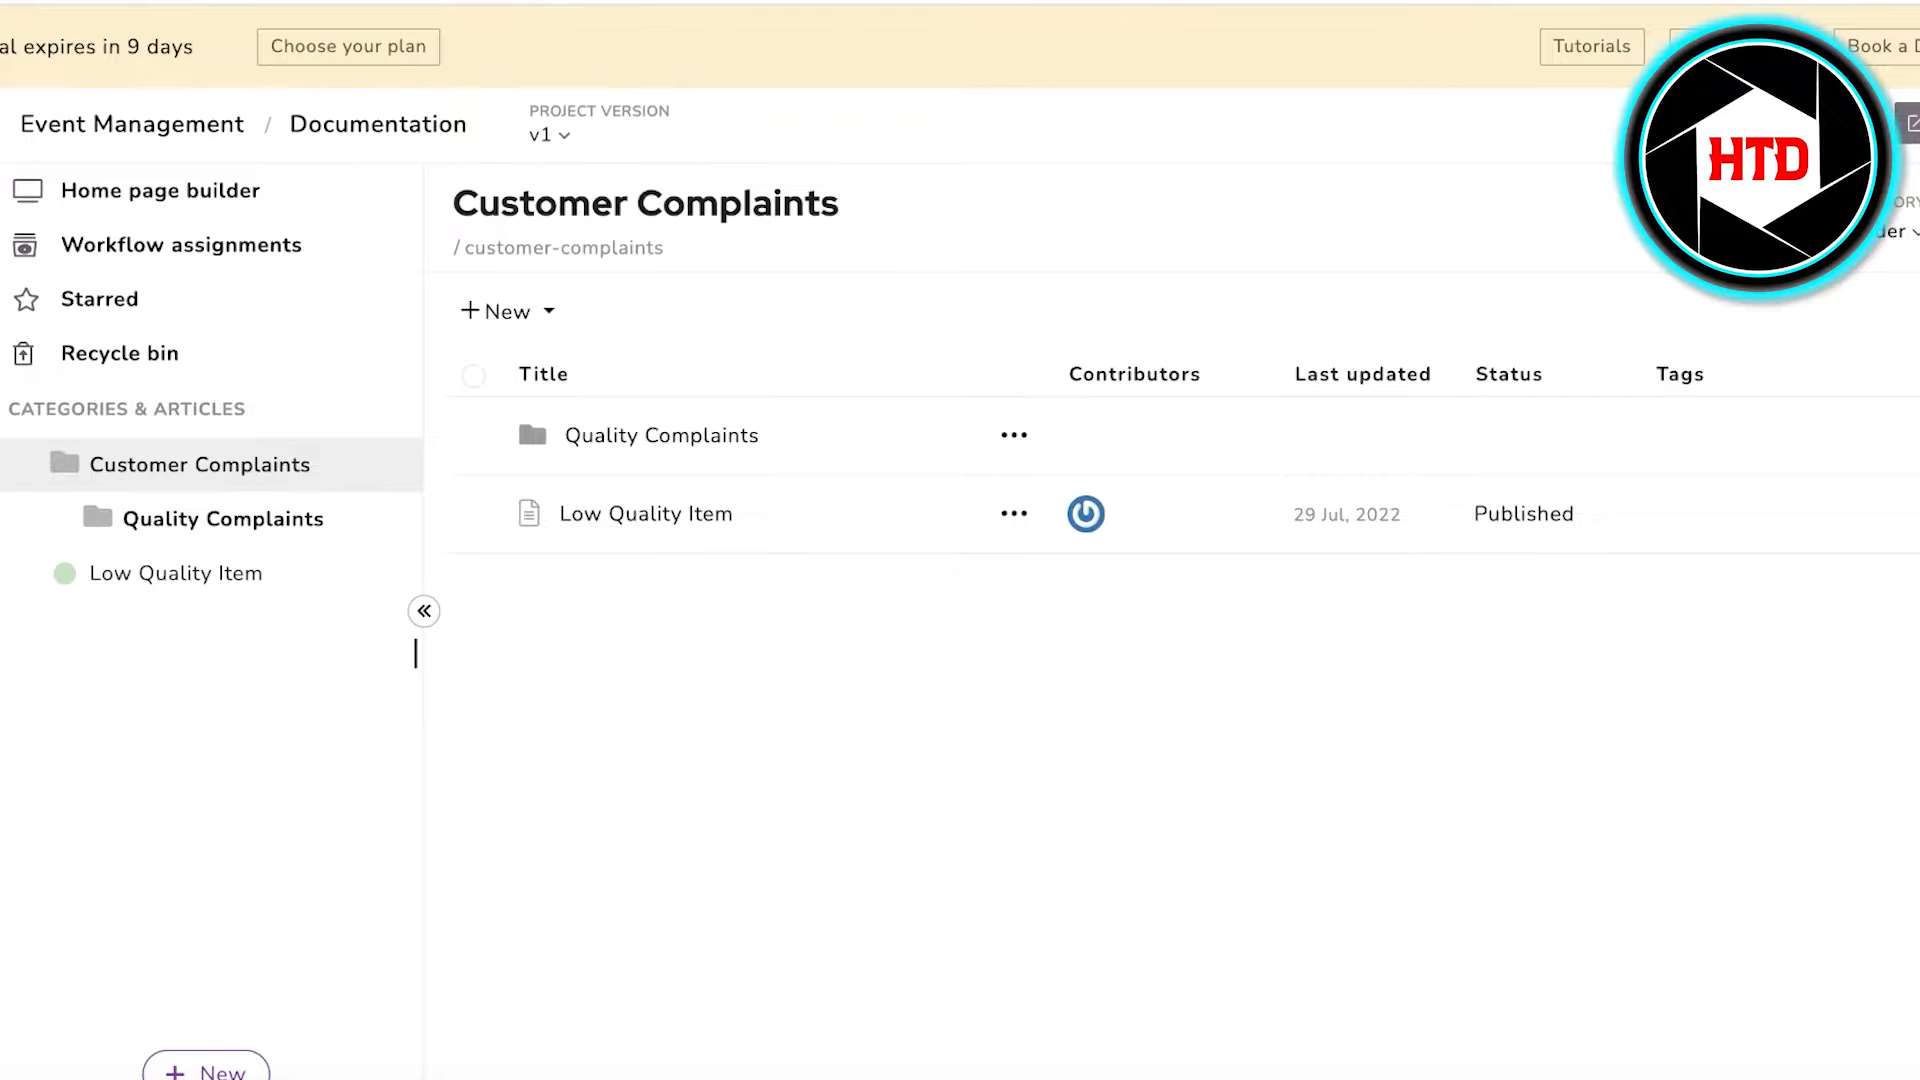 al expires in 9 days
Choose your plan
Tutorials
Book a D
Event Management / Documentation
PROJECT VERSION
v1
HTD
Home page builder
Workflow assignments
Starred
Recycle bin
CATEGORIES & ARTICLES
Customer Complaints
Quality Complaints
Low Quality Item
+ New
Customer Complaints
/ customer-complaints
ORY
der
+ New
Title Contributors Last updated Status Tags
Quality Complaints
Low Quality Item 29 Jul, 2022 Published